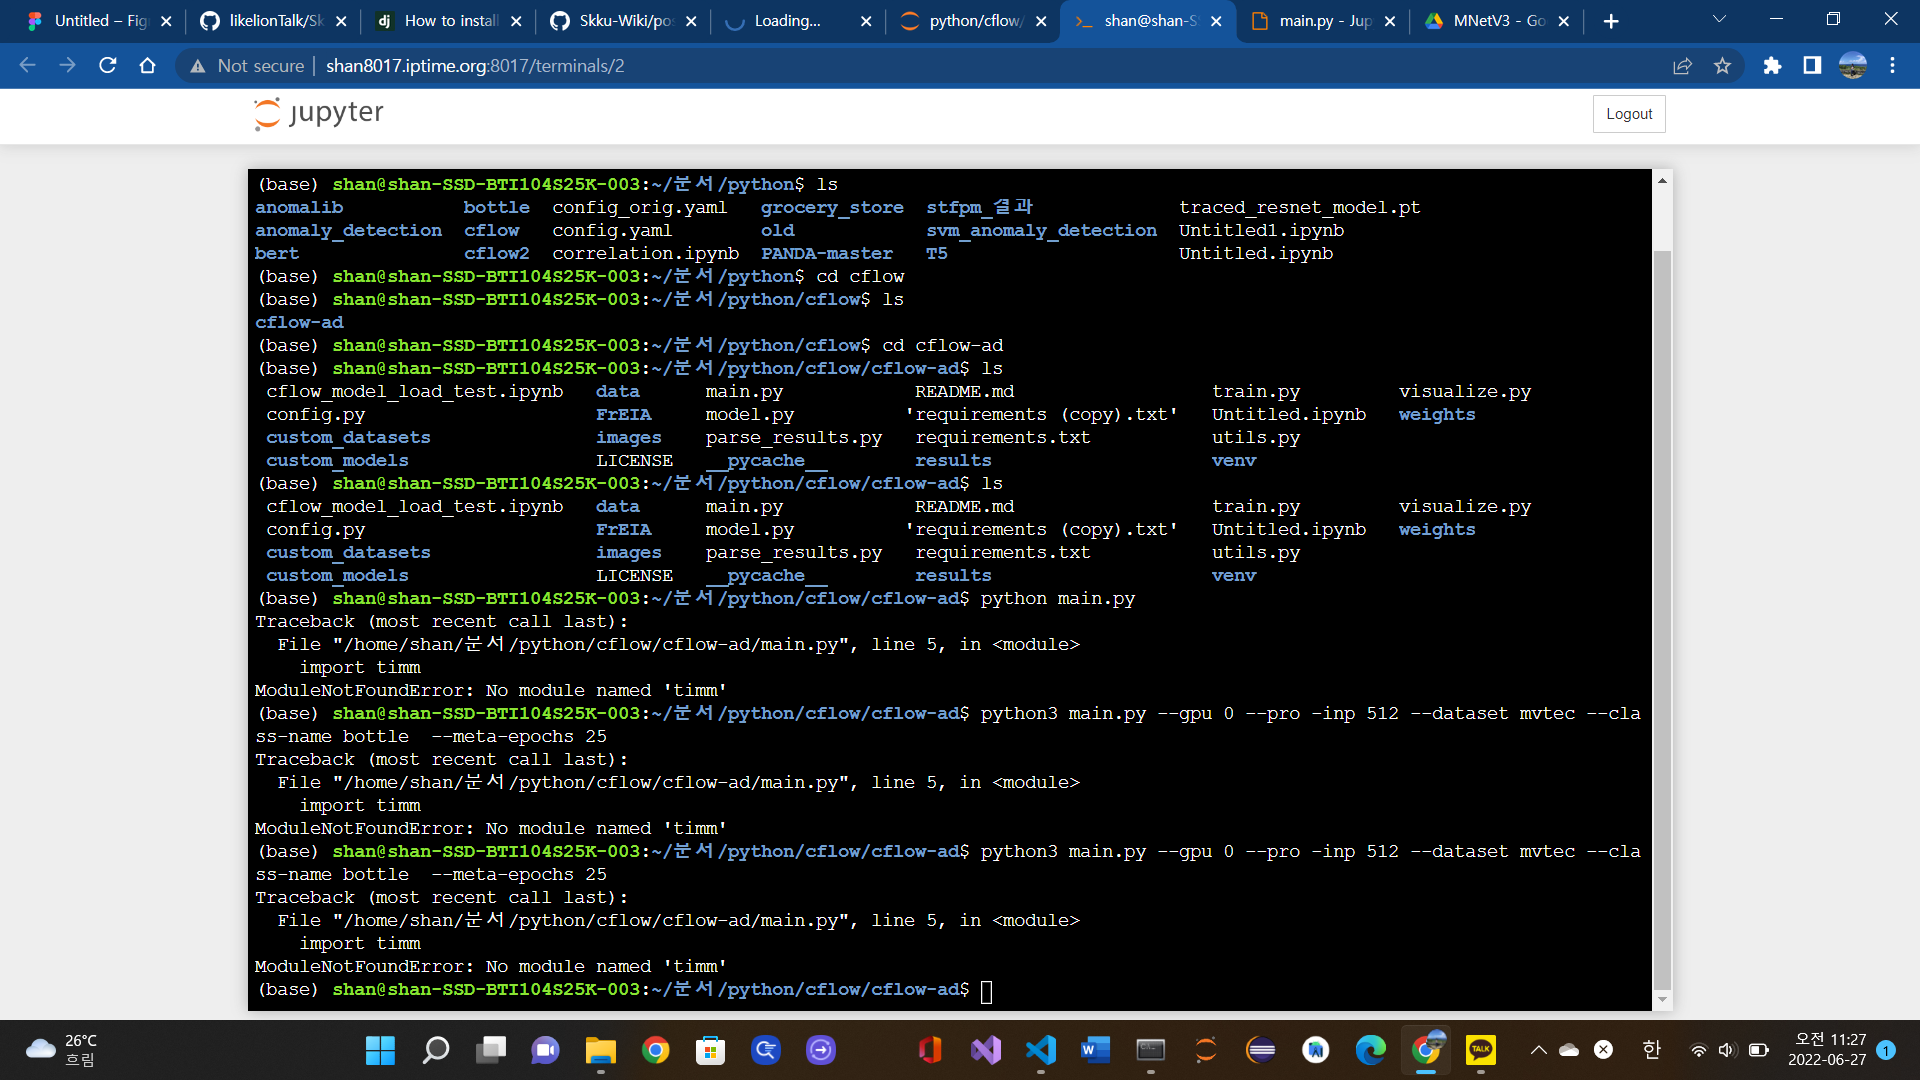 Untitled – Fig
likelionTalk/Sk
How to install
Skku-Wiki/pos
Loading...
python/cflow/
shan@shan-S
main.py - Jup
MNetV3 - Go
Not secure
shan8017.iptime.org:8017/terminals/2
jupyter
Logout
(base) shan@shan-SSD-BTI104S25K-003:~/문서/python$ ls
anomalib bottle config_orig.yaml grocery_store stfpm_결과 traced_resnet_model.pt
anomaly_detection cflow config.yaml old svm_anomaly_detection Untitled1.ipynb
bert cflow2 correlation.ipynb PANDA-master T5 Untitled.ipynb
(base) shan@shan-SSD-BTI104S25K-003:~/문서/python$ cd cflow
(base) shan@shan-SSD-BTI104S25K-003:~/문서/python/cflow$ ls
cflow-ad
(base) shan@shan-SSD-BTI104S25K-003:~/문서/python/cflow$ cd cflow-ad
(base) shan@shan-SSD-BTI104S25K-003:~/문서/python/cflow/cflow-ad$ ls
cflow_model_load_test.ipynb data main.py README.md train.py visualize.py
config.py FrEIA model.py 'requirements (copy).txt' Untitled.ipynb weights
custom_datasets images parse_results.py requirements.txt utils.py
custom_models LICENSE __pycache__ results venv
(base) shan@shan-SSD-BTI104S25K-003:~/문서/python/cflow/cflow-ad$ ls
cflow_model_load_test.ipynb data main.py README.md train.py visualize.py
config.py FrEIA model.py 'requirements (copy).txt' Untitled.ipynb weights
custom_datasets images parse_results.py requirements.txt utils.py
custom_models LICENSE __pycache__ results venv
(base) shan@shan-SSD-BTI104S25K-003:~/문서/python/cflow/cflow-ad$ python main.py
Traceback (most recent call last):
File "/home/shan/문서/python/cflow/cflow-ad/main.py", line 5, in <module>
import timm
ModuleNotFoundError: No module named 'timm'
(base) shan@shan-SSD-BTI104S25K-003:~/문서/python/cflow/cflow-ad$ python3 main.py --gpu 0 --pro -inp 512 --dataset mvtec --cla
ss-name bottle --meta-epochs 25
Traceback (most recent call last):
File "/home/shan/문서/python/cflow/cflow-ad/main.py", line 5, in <module>
import timm
ModuleNotFoundError: No module named 'timm'
(base) shan@shan-SSD-BTI104S25K-003:~/문서/python/cflow/cflow-ad$ python3 main.py --gpu 0 --pro -inp 512 --dataset mvtec --cla
ss-name bottle --meta-epochs 25
Traceback (most recent call last):
File "/home/shan/문서/python/cflow/cflow-ad/main.py", line 5, in <module>
import timm
ModuleNotFoundError: No module named 'timm'
(base) shan@shan-SSD-BTI104S25K-003:~/문서/python/cflow/cflow-ad$
26°C
흐림
TALK
한
오전 11:27
2022-06-27
1